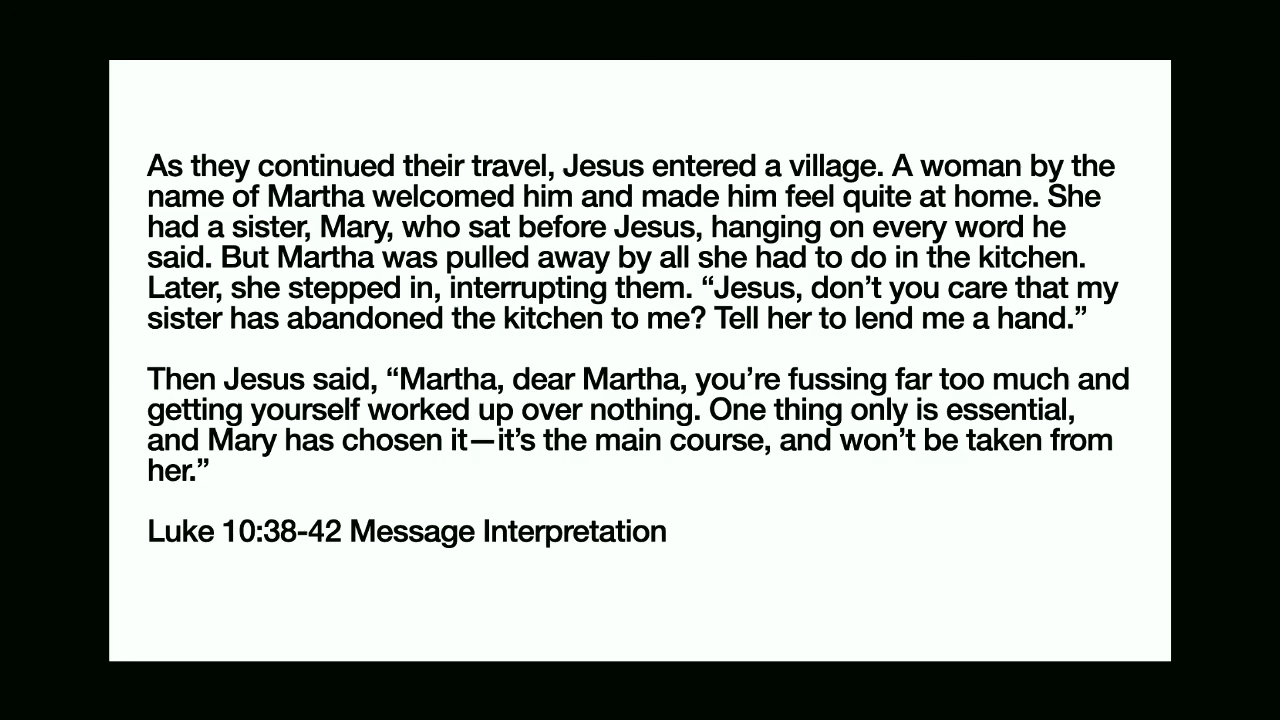 As they continued their travel, Jesus entered a village. A woman by the
name of Martha welcomed him and made him feel quite at home. She
had a sister, Mary, who sat before Jesus, hanging on every word he
said. But Martha was pulled away by all she had to do in the kitchen.
Later, she stepped in, interrupting them. “Jesus, don’t you care that my
sister has abandoned the kitchen to me? Tell her to lend me a hand.”
Then Jesus said, “Martha, dear Martha, you’re fussing far too much and
getting yourself worked up over nothing. One thing only is essential,
and Mary has chosen it—it’s the main course, and won’t be taken from
her.”
Luke 10:38-42 Message Interpretation